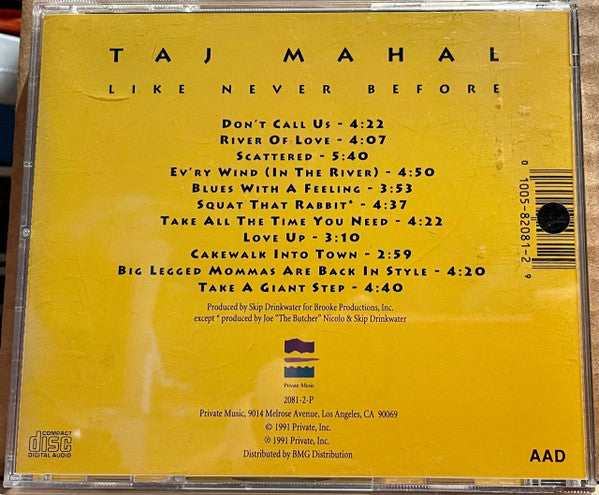 TAJ MAHAL
LIKE NEVER BEFORE
DON'T CALL US - 4:22
RIVER OF LOVE - 4:07
SCATTERED - 5:40
EV'RY WIND (IN THE RIVER) - 4:50
BLUES WITH A FEELING - 3:53
SQUAT THAT RABBIT* - 4:37
TAKE ALL THE TIME YOU NEED - 4:22
LOVE UP - 3:10
CAKEWALK INTO TOWN - 2:59
BIG LEGGED MOMMAS ARE BACK IN STYLE - 4:20
TAKE A GIANT STEP - 4:40
Produced by Skip Drinkwater for Brooke Productions, Inc.
except * produced by Joe "The Butcher" Nicolo & Skip Drinkwater
Private Music
2081-2-P
Private Music, 9014 Melrose Avenue, Los Angeles, CA 90069
© 1991 Private, Inc.
℗ 1991 Private, Inc.
Distributed by BMG Distribution
COMPACT
disc
DIGITAL AUDIO
AAD
0 1005-82081-2 9